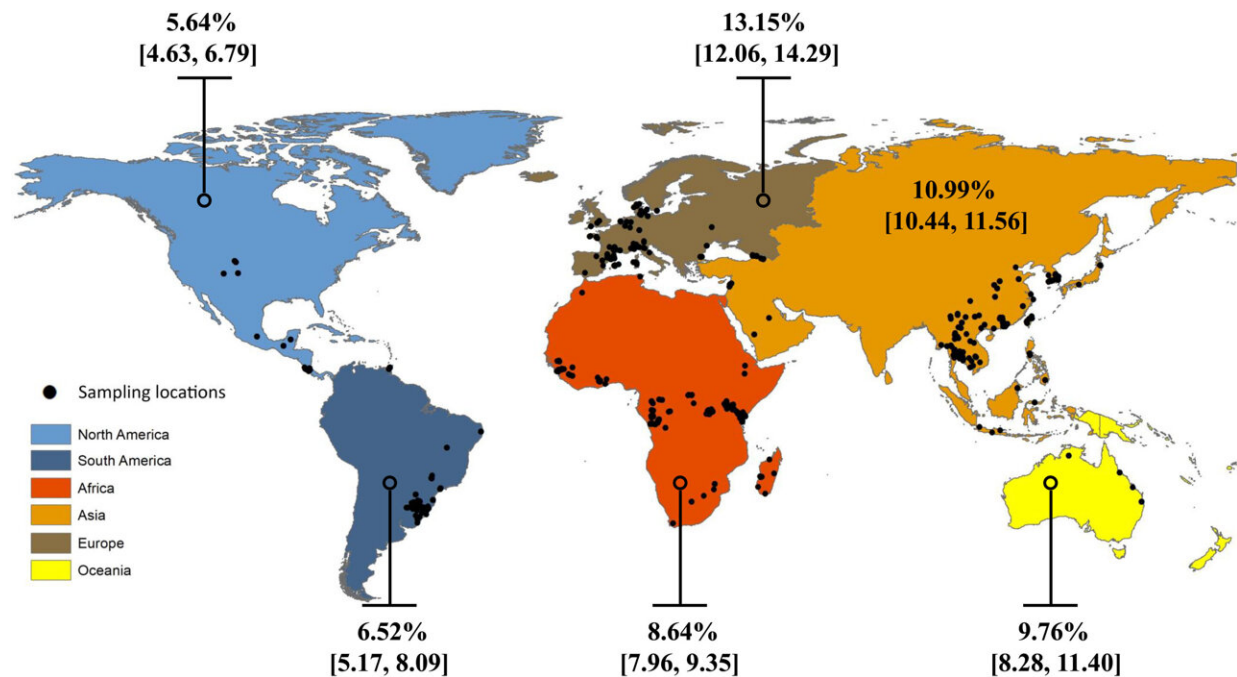 5.64%
[4.63, 6.79]
13.15%
[12.06, 14.29]
10.99%
[10.44, 11.56]
Sampling locations
North America
South America
Africa
Asia
Europe
Oceania
6.52%
[5.17, 8.09]
8.64%
[7.96, 9.35]
9.76%
[8.28, 11.40]